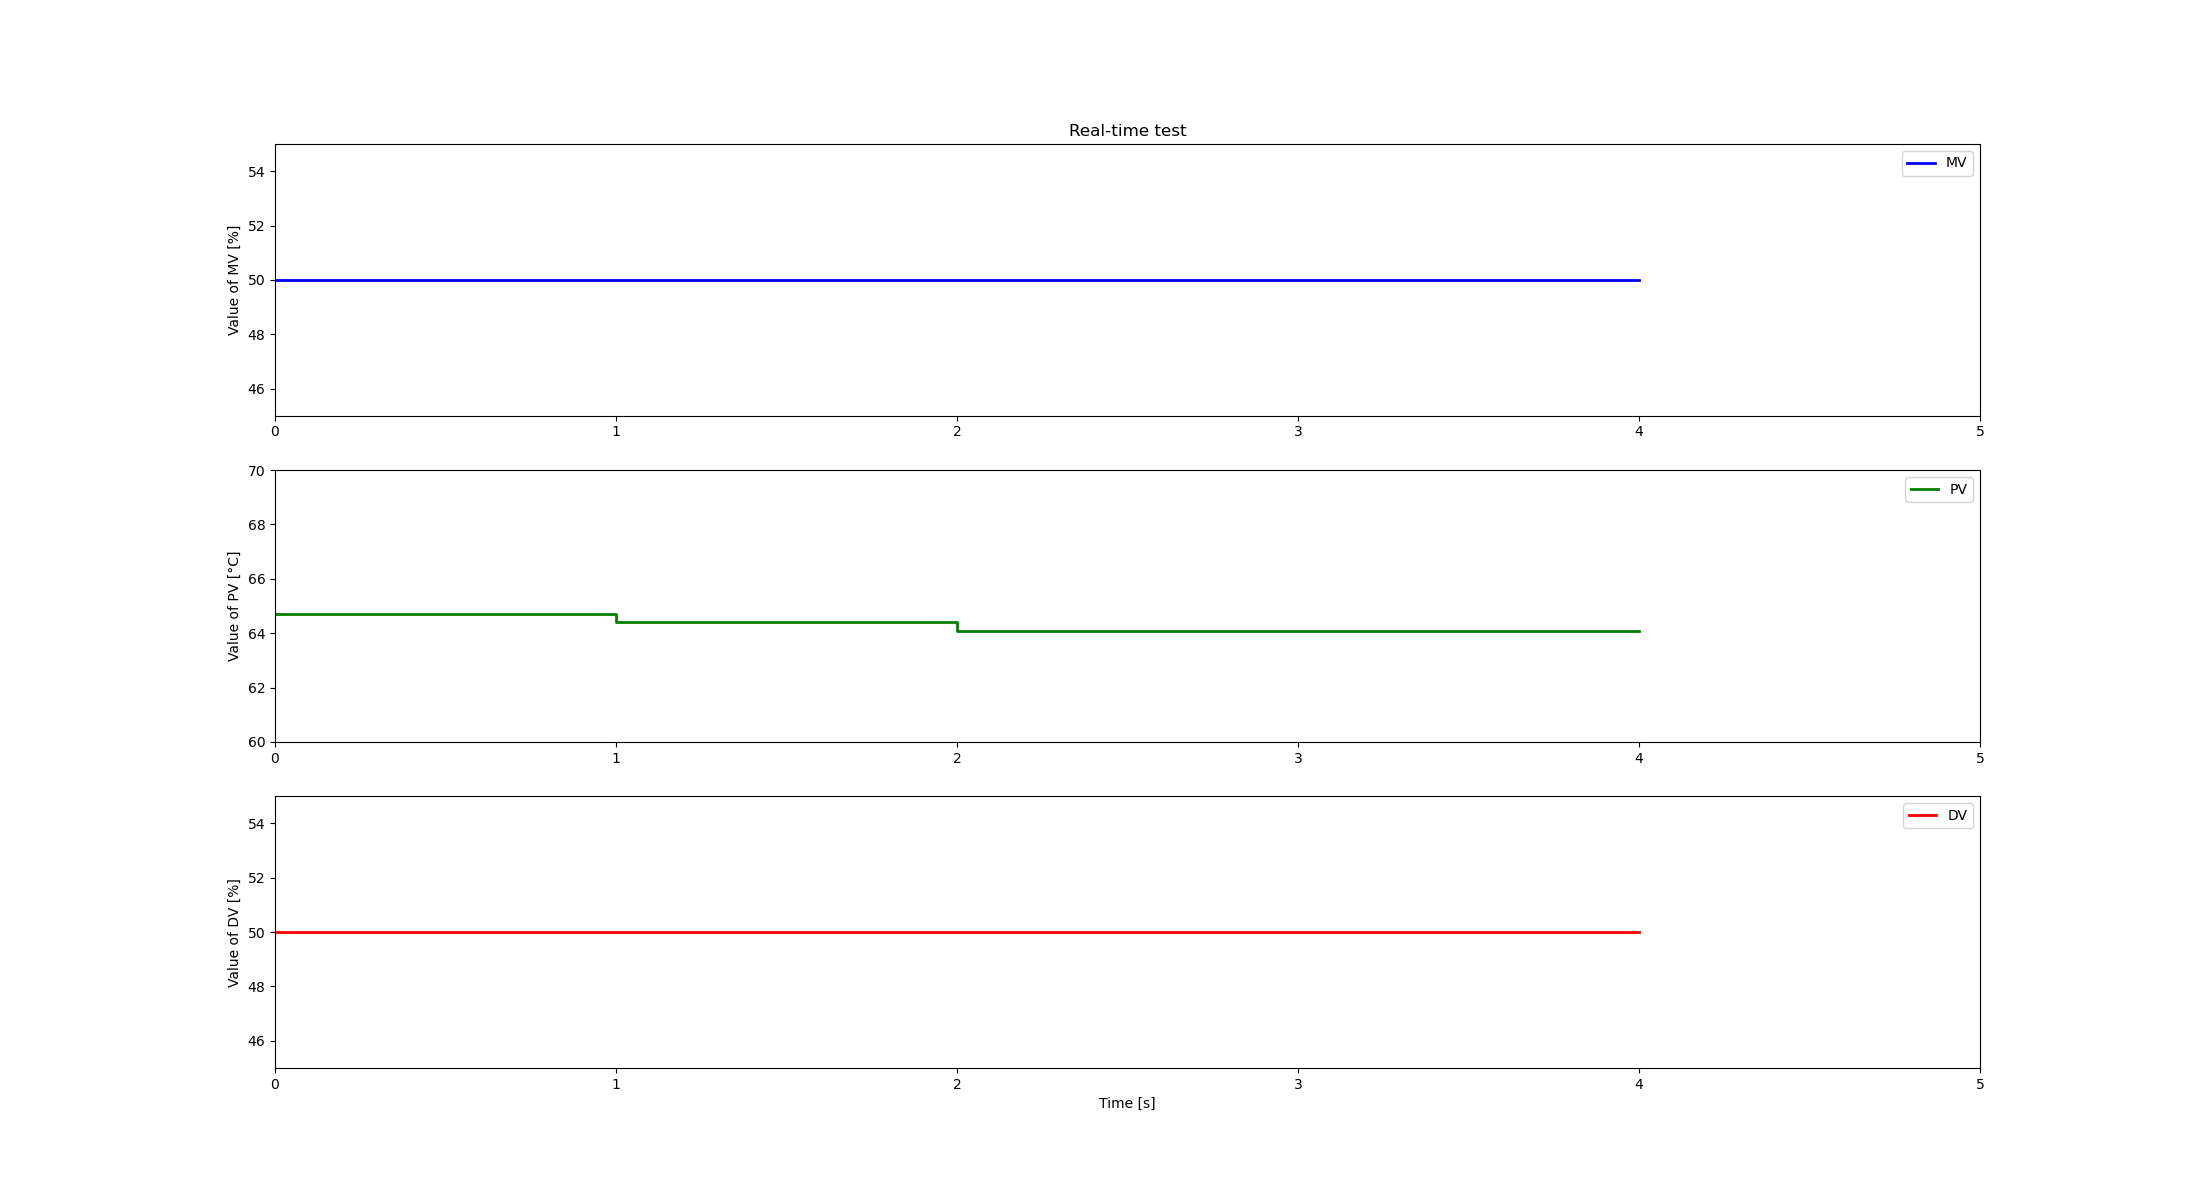 Real-time test
MV
Value of MV [%]
54
52
50
48
46
0 1 2 3 4 5
PV
Value of PV [°C]
70
68
66
64
62
60
0 1 2 3 4 5
DV
Value of DV [%]
54
52
50
48
46
0 1 2 3 4 5
Time [s]